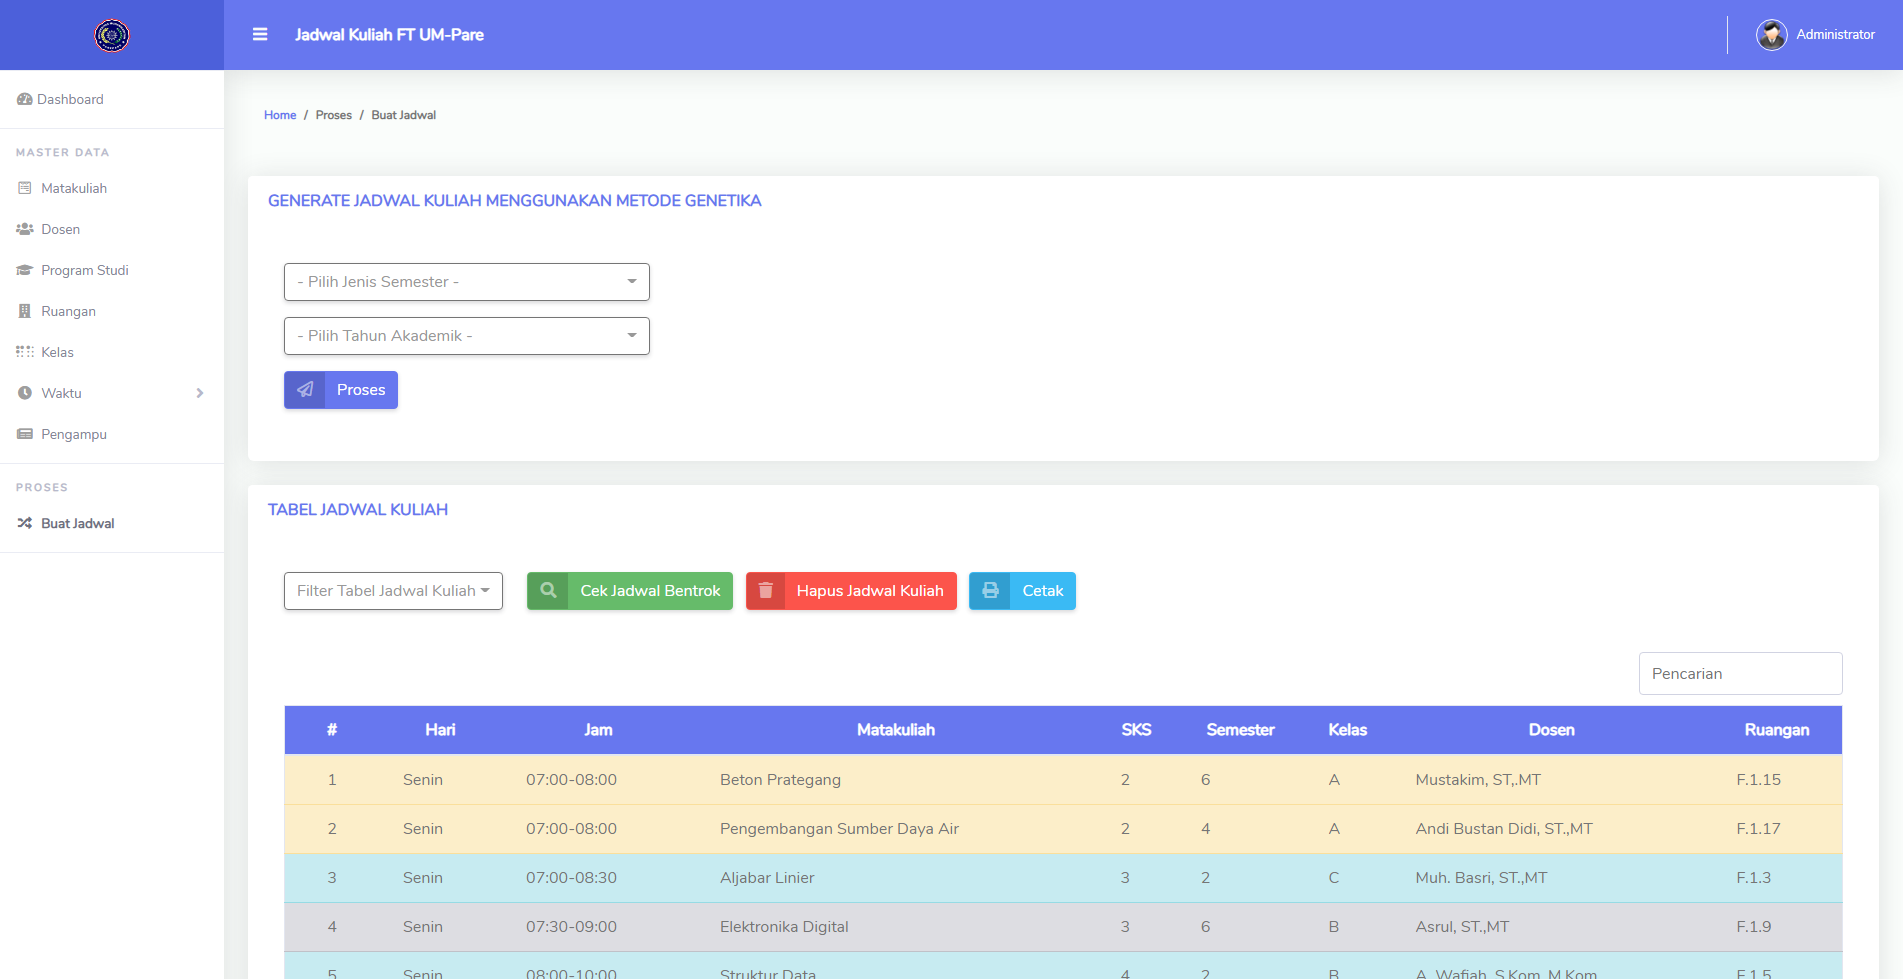 Jadwal Kuliah FT UM-Pare
Administrator
Dashboard
MASTER DATA
Matakuliah
Dosen
Program Studi
Ruangan
Kelas
Waktu
Pengampu
PROSES
Buat Jadwal
Home / Proses / Buat Jadwal
GENERATE JADWAL KULIAH MENGGUNAKAN METODE GENETIKA
- Pilih Jenis Semester -
- Pilih Tahun Akademik -
Proses
TABEL JADWAL KULIAH
Filter Tabel Jadwal Kuliah Cek Jadwal Bentrok Hapus Jadwal Kuliah Cetak
Pencarian
# Hari Jam Matakuliah SKS Semester Kelas Dosen Ruangan
1 Senin 07:00-08:00 Beton Prategang 2 6 A Mustakim, ST,.MT F.1.15
2 Senin 07:00-08:00 Pengembangan Sumber Daya Air 2 4 A Andi Bustan Didi, ST.,MT F.1.17
3 Senin 07:00-08:30 Aljabar Linier 3 2 C Muh. Basri, ST.,MT F.1.3
4 Senin 07:30-09:00 Elektronika Digital 3 6 B Asrul, ST.,MT F.1.9
5 Senin 08:00-10:00 Struktur Data 4 2 B A. Wafiah, S.Kom, M.Kom F.1.5